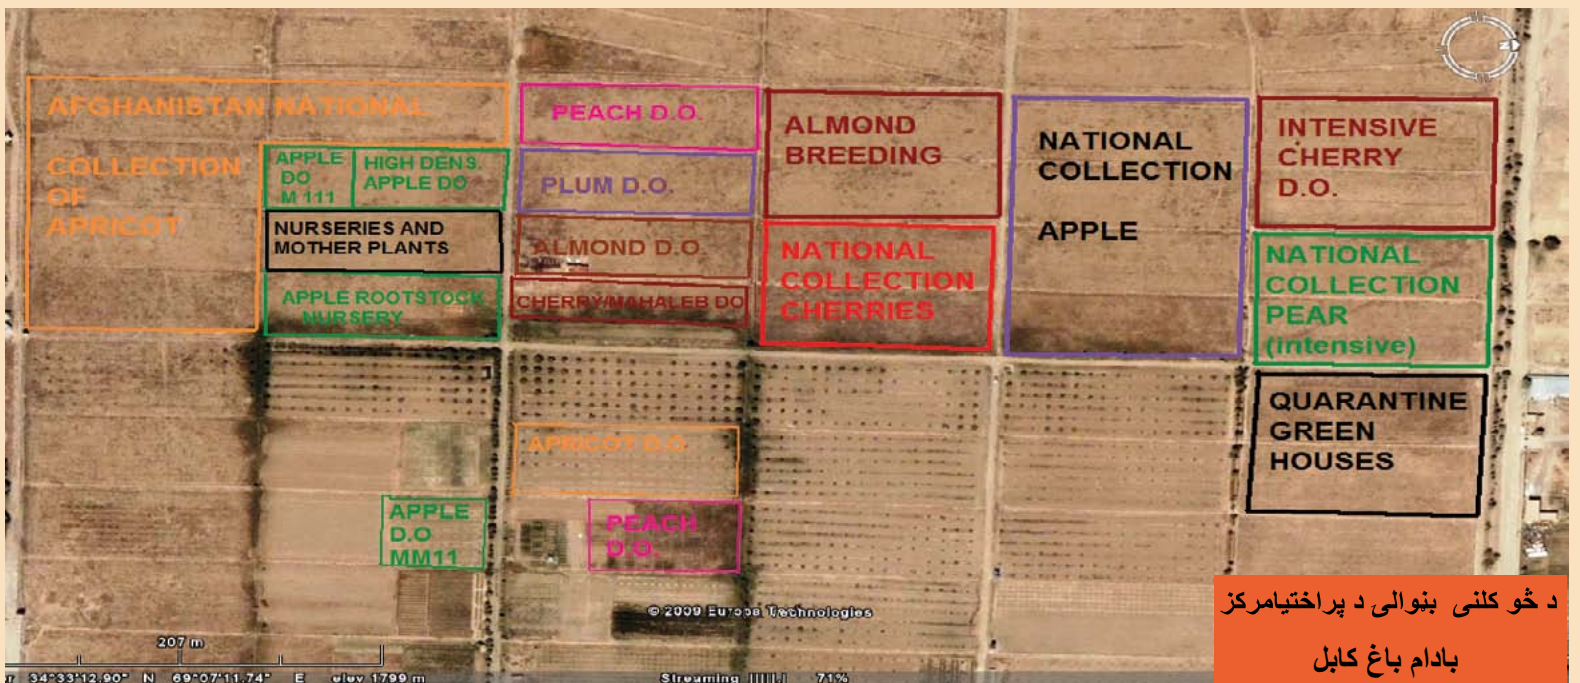 AFGHANISTAN NATIONAL
COLLECTION
OF
APRICOT
APPLE
DO
M 111
HIGH DENS.
APPLE DO
NURSERIES AND
MOTHER PLANTS
APPLE ROOTSTOCK
NURSERY
PEACH D.O.
PLUM D.O.
ALMOND D.O.
CHERRY/MAHALEB DO
ALMOND
BREEDING
NATIONAL
COLLECTION
CHERRIES
NATIONAL
COLLECTION
APPLE
INTENSIVE
CHERRY
D.O.
NATIONAL
COLLECTION
PEAR
(intensive)
QUARANTINE
GREEN
HOUSES
APRICOT D.O.
APPLE
D.O
MM11
PEACH
D.O.
N
© 2009 Europa Technologies
207 m
34°33'12.90" N 69°07'11.74" E elev 1799 m
Streaming |||||.| 71%
د څو کلنی بڼوالی د پراختیامرکز
بادام باغ کابل